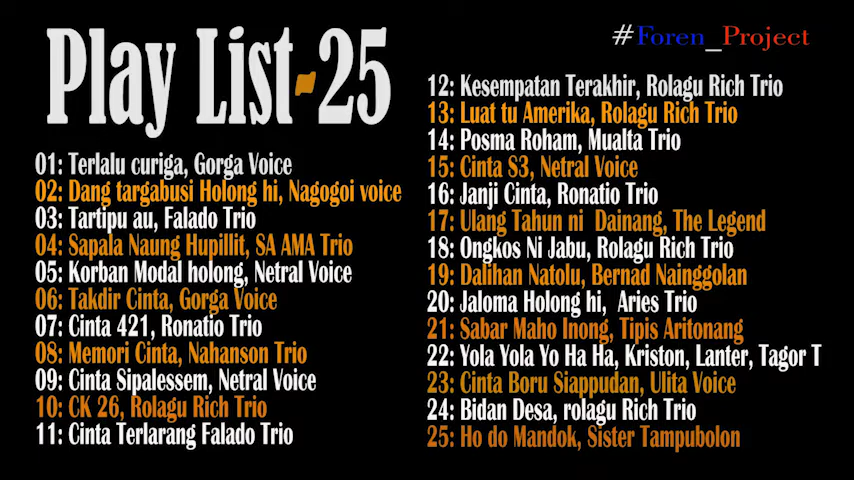 Play List-25
01: Terlalu curiga, Gorga Voice
02: Dang targabusi Holong hi, Nagogoi voice
03: Tartipu au, Falado Trio
04: Sapala Naung Hupillit, SA AMA Trio
05: Korban Modal holong, Netral Voice
06: Takdir Cinta, Gorga Voice
07: Cinta 421, Ronatio Trio
08: Memori Cinta, Nahanson Trio
09: Cinta Sipalessem, Netral Voice
10: CK 26, Rolagu Rich Trio
11: Cinta Terlarang Falado Trio
#Foren_Project
12: Kesempatan Terakhir, Rolagu Rich Trio
13: Luat tu Amerika, Rolagu Rich Trio
14: Posma Roham, Mualta Trio
15: Cinta S3, Netral Voice
16: Janji Cinta, Ronatio Trio
17: Ulang Tahun ni Dainang, The Legend
18: Ongkos Ni Jabu, Rolagu Rich Trio
19: Dalihan Natolu, Bernad Nainggolan
20: Jaloma Holong hi, Aries Trio
21: Sabar Maho Inong, Tipis Aritonang
22: Yola Yola Yo Ha Ha, Kriston, Lanter, Tagor T
23: Cinta Boru Siappudan, Ulita Voice
24: Bidan Desa, rolagu Rich Trio
25: Ho do Mandok, Sister Tampubolon